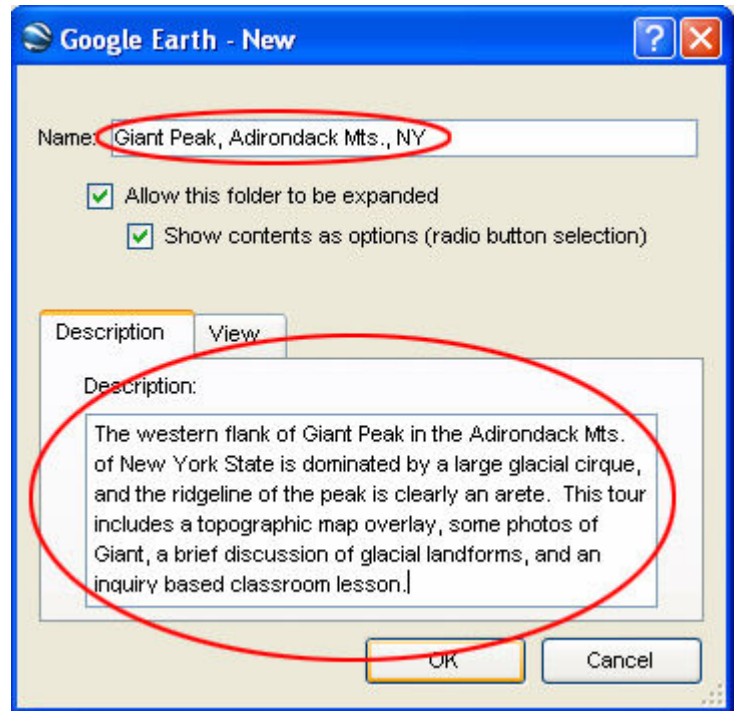 Google Earth - New
Name: Giant Peak, Adirondack Mts., NY
Allow this folder to be expanded
Show contents as options (radio button selection)
Description View
Description:
The western flank of Giant Peak in the Adirondack Mts.
of New York State is dominated by a large glacial cirque,
and the ridgeline of the peak is clearly an arete.  This tour
includes a topographic map overlay, some photos of
Giant, a brief discussion of glacial landforms, and an
inquiry based classroom lesson.
OK Cancel